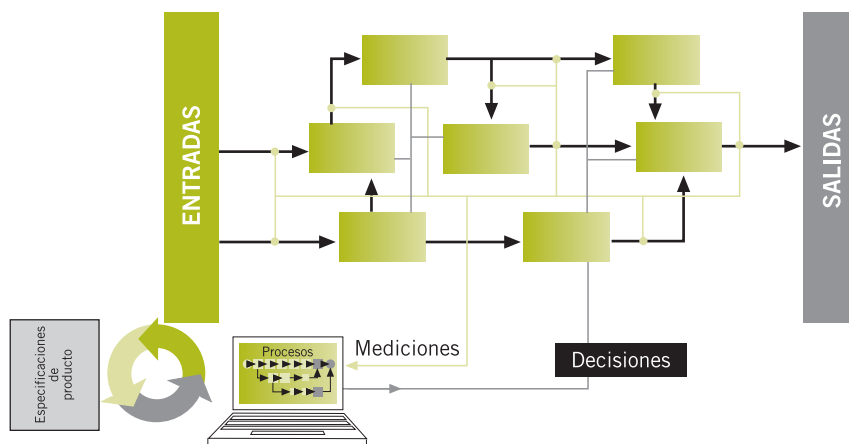 ENTRADAS
SALIDAS
Especificaciones
de
producto
Procesos
Mediciones
Decisiones